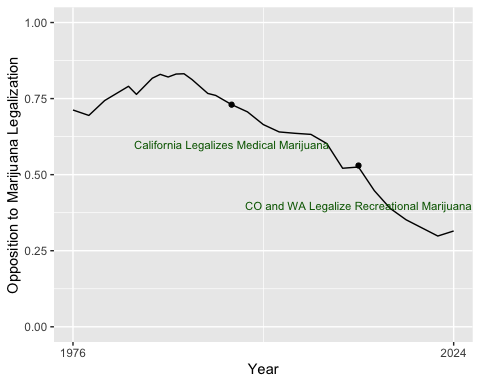 1.00
0.75
0.50
0.25
0.00
Opposition to Marijuana Legalization
California Legalizes Medical Marijuana
CO and WA Legalize Recreational Marijuana
1976
2024
Year